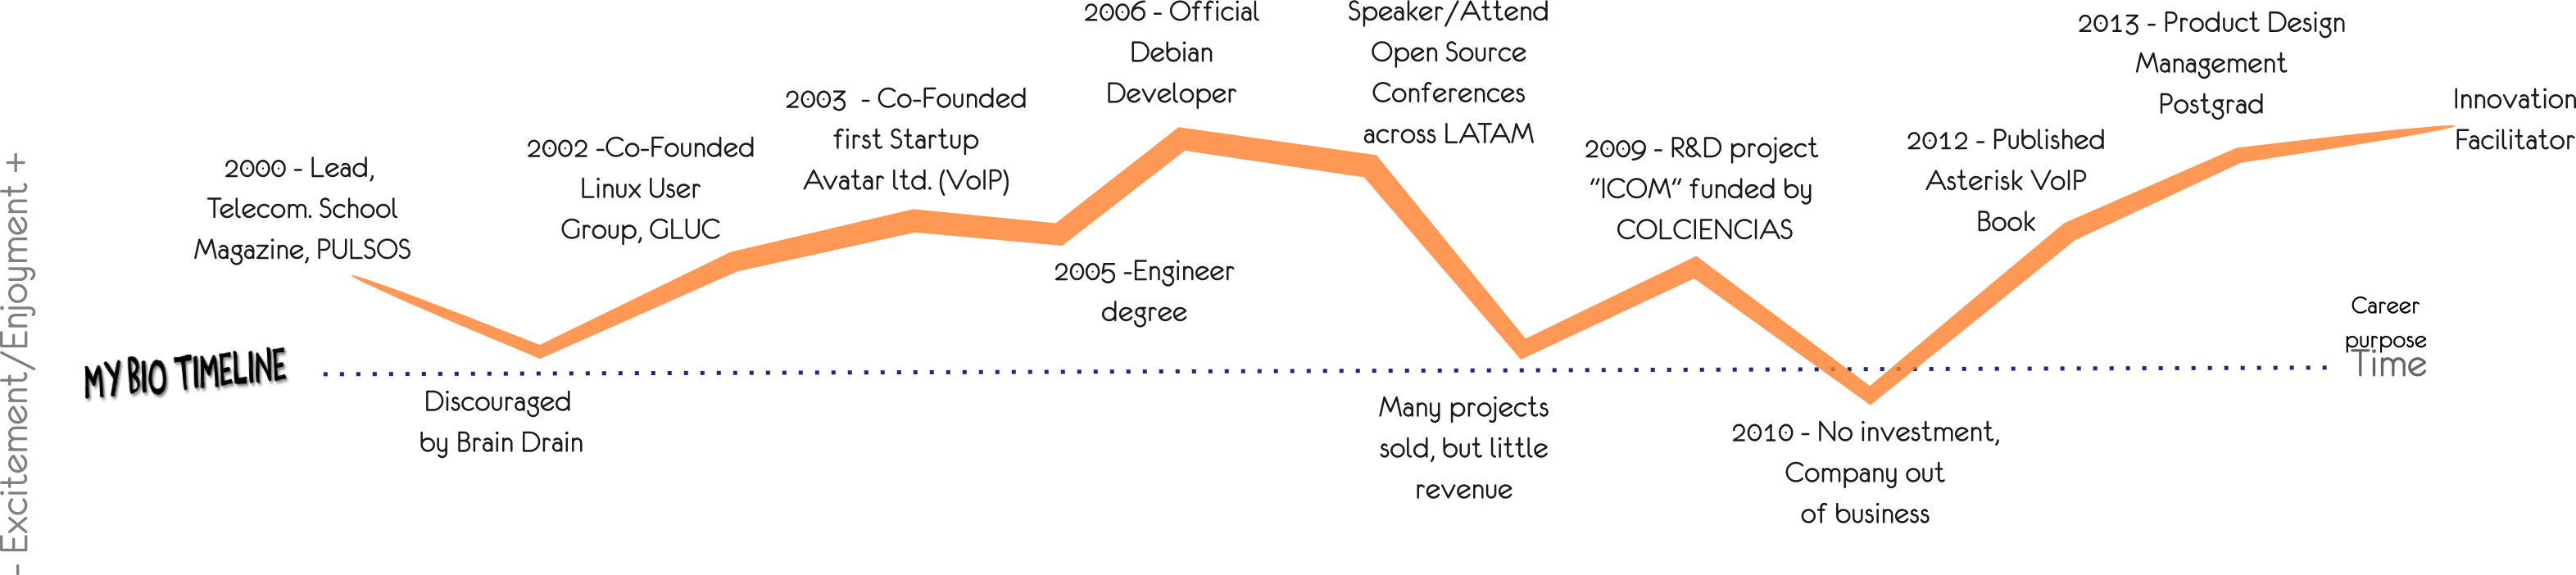 - Excitement/Enjoyment +
MY BIO TIMELINE
2000 - Lead,
Telecom. School
Magazine, PULSOS
Discouraged
by Brain Drain
2002 -Co-Founded
Linux User
Group, GLUC
2003 - Co-Founded
first Startup
Avatar ltd. (VoIP)
2005 -Engineer
degree
2006 - Official
Debian
Developer
Speaker/Attend
Open Source
Conferences
across LATAM
Many projects
sold, but little
revenue
2009 - R&D project
"ICOM" funded by
COLCIENCIAS
2010 - No investment,
Company out
of business
2012 - Published
Asterisk VoIP
Book
2013 - Product Design
Management
Postgrad
Innovation
Facilitator
Career
purpose
Time